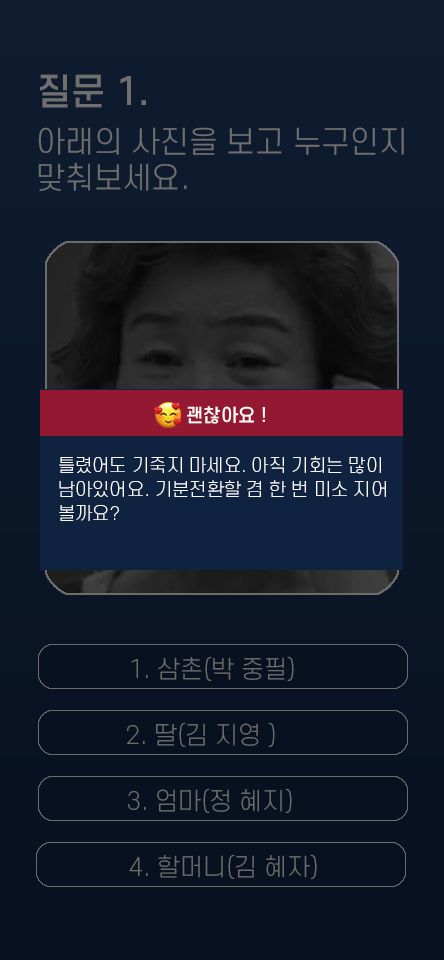 질문 1.
아래의 사진을 보고 누구인지
맞춰보세요.
🥰 괜찮아요 !
틀렸어도 기죽지 마세요. 아직 기회는 많이
남아있어요. 기분전환할 겸 한 번 미소 지어
볼까요?
1. 삼촌(박 중필)
2. 딸(김 지영 )
3. 엄마(정 혜지)
4. 할머니(김 혜자)